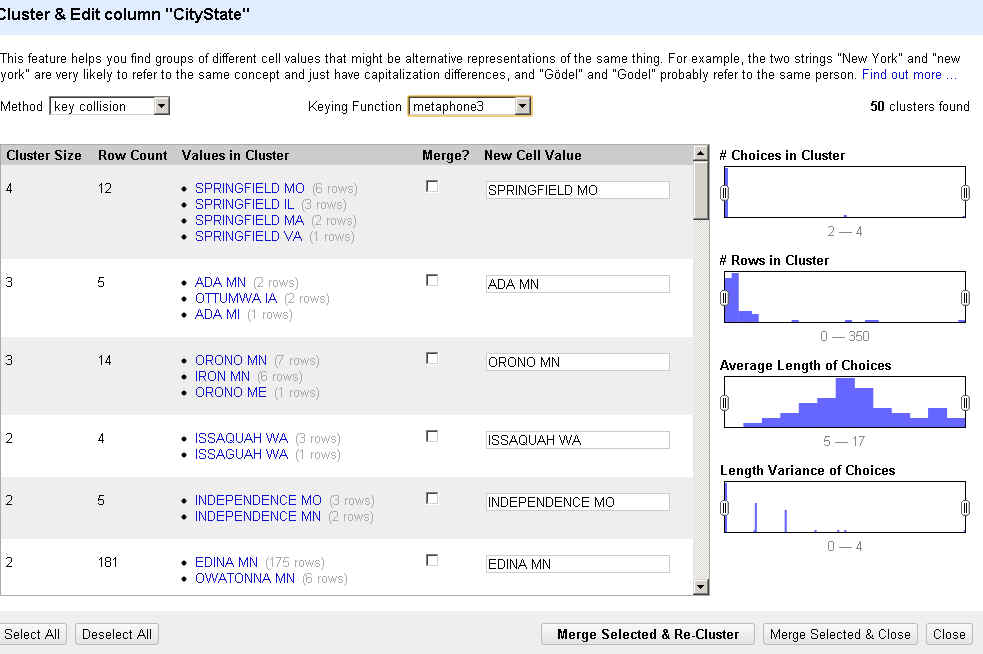 Cluster & Edit column "CityState"
This feature helps you find groups of different cell values that might be alternative representations of the same thing. For example, the two strings "New York" and "new
york" are very likely to refer to the same concept and just have capitalization differences, and "Gödel" and "Godel" probably refer to the same person. Find out more ...
Method key collision Keying Function metaphone3 50 clusters found
Cluster Size Row Count Values in Cluster Merge? New Cell Value
4 12 • SPRINGFIELD MO (6 rows) SPRINGFIELD MO
• SPRINGFIELD IL (3 rows)
• SPRINGFIELD MA (2 rows)
• SPRINGFIELD VA (1 rows)
3 5 • ADA MN (2 rows) ADA MN
• OTTUMWA IA (2 rows)
• ADA MI (1 rows)
3 14 • ORONO MN (7 rows) ORONO MN
• IRON MN (6 rows)
• ORONO ME (1 rows)
2 4 • ISSAQUAH WA (3 rows) ISSAQUAH WA
• ISSAGUAH WA (1 rows)
2 5 • INDEPENDENCE MO (3 rows) INDEPENDENCE MO
• INDEPENDENCE MN (2 rows)
2 181 • EDINA MN (175 rows) EDINA MN
• OWATONNA MN (6 rows)
# Choices in Cluster
2 — 4
# Rows in Cluster
0 — 350
Average Length of Choices
5 — 17
Length Variance of Choices
0 — 4
Select All Deselect All Merge Selected & Re-Cluster Merge Selected & Close Close